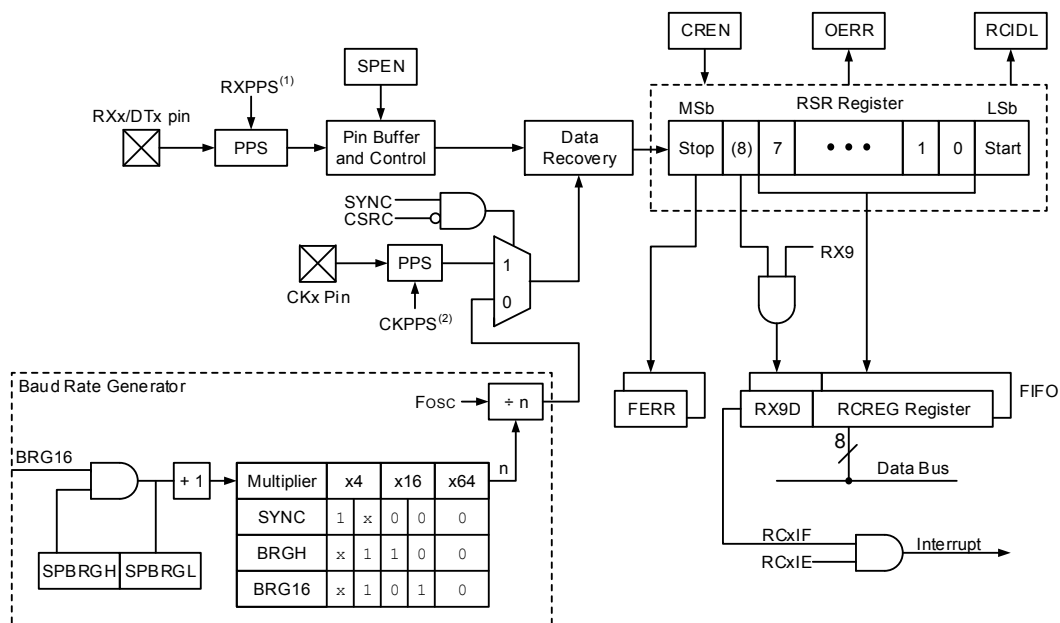 CREN
OERR
RCIDL
SPEN
RXPPS(1)
RXx/DTx pin
PPS
Pin Buffer
and Control
Data
Recovery
MSb
RSR Register
LSb
Stop (8) 7 • • • 1 0 Start
SYNC
CSRC
CKx Pin
PPS
CKPPS(2)
1
0
RX9
Baud Rate Generator
FOSC
÷ n
n
BRG16
+ 1
SPBRGH SPBRGL
Multiplier x4 x16 x64
SYNC 1 x 0 0 0
BRGH x 1 1 0 0
BRG16 x 1 0 1 0
FERR
RX9D
RCREG Register
FIFO
8
Data Bus
RCxIF
RCxIE
Interrupt